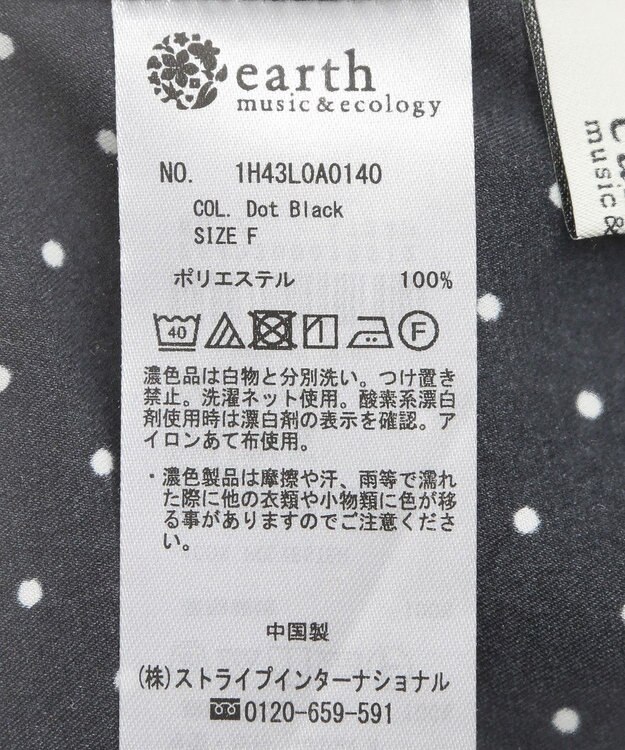 earth
music&ecology
NO. 1H43L0A0140
COL. Dot Black
SIZE F
ポリエステル 100%
40 F
濃色品は白物と分別洗い。つけ置き
禁止。洗濯ネット使用。酸素系漂白
剤使用時は漂白剤の表示を確認。ア
イロンあて布使用。
・濃色製品は摩擦や汗、雨等で濡れ
た際に他の衣類や小物類に色が移
る事がありますのでご注意くださ
い。
中国製
(株)ストライプインターナショナル
0120-659-591
music &